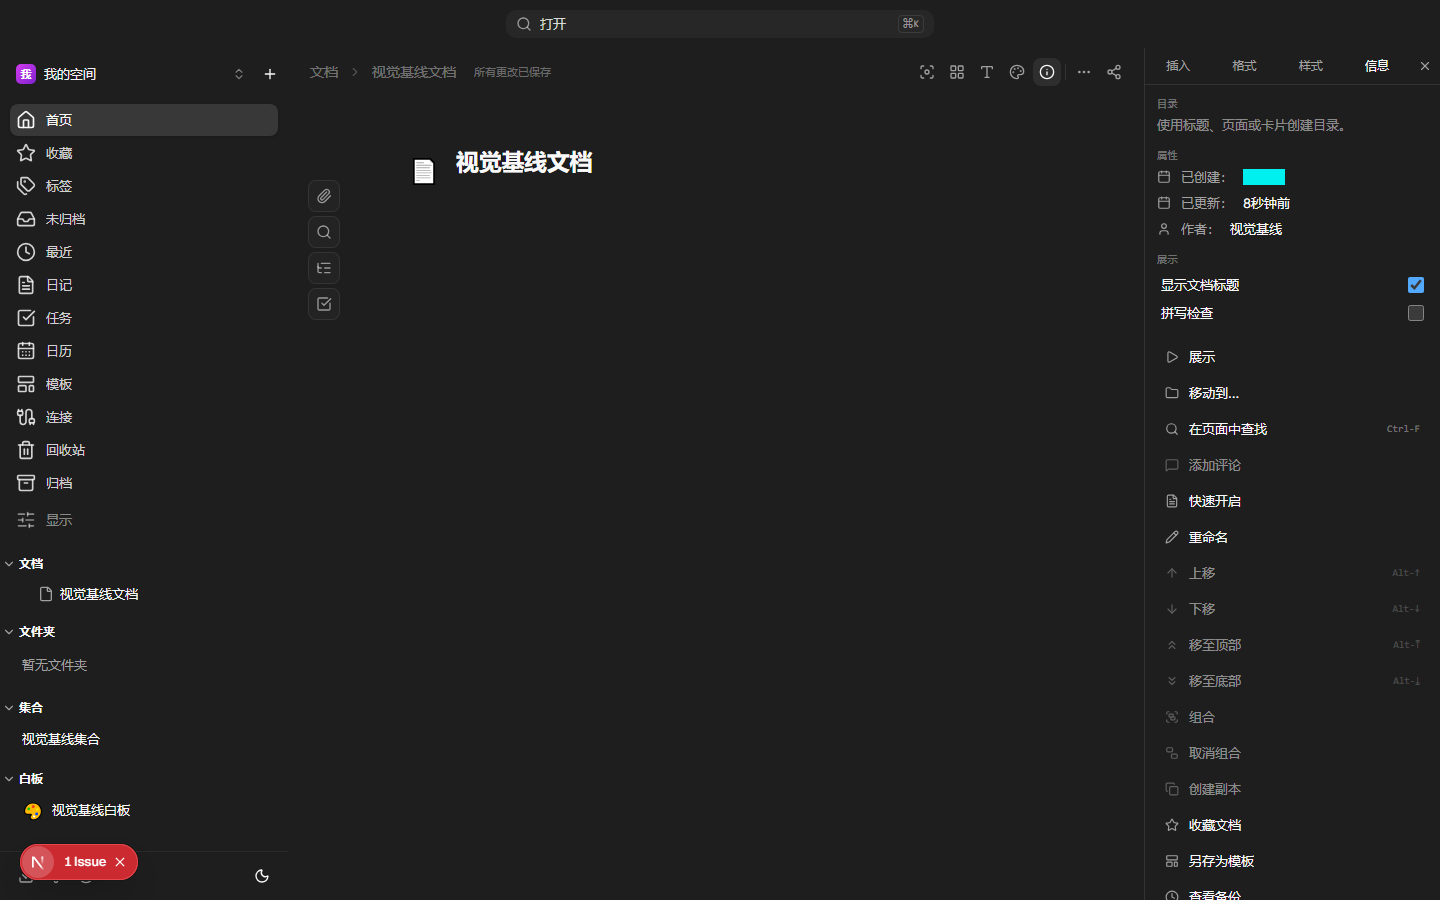 打开
⌘K
我
我的空间
首页
收藏
标签
未归档
最近
日记
任务
日历
模板
连接
回收站
归档
显示
文档
视觉基线文档
文件夹
暂无文件夹
集合
视觉基线集合
白板
视觉基线白板
N
1 Issue
文档
视觉基线文档
所有更改已保存
视觉基线文档
插入
格式
样式
信息
目录
使用标题、页面或卡片创建目录。
属性
已创建：
已更新： 8秒钟前
作者： 视觉基线
展示
显示文档标题
拼写检查
展示
移动到...
在页面中查找 Ctrl-F
添加评论
快速开启
重命名
上移 Alt-↑
下移 Alt-↓
移至顶部 Alt-⤒
移至底部 Alt-⤓
组合
取消组合
创建副本
收藏文档
另存为模板
查看备份